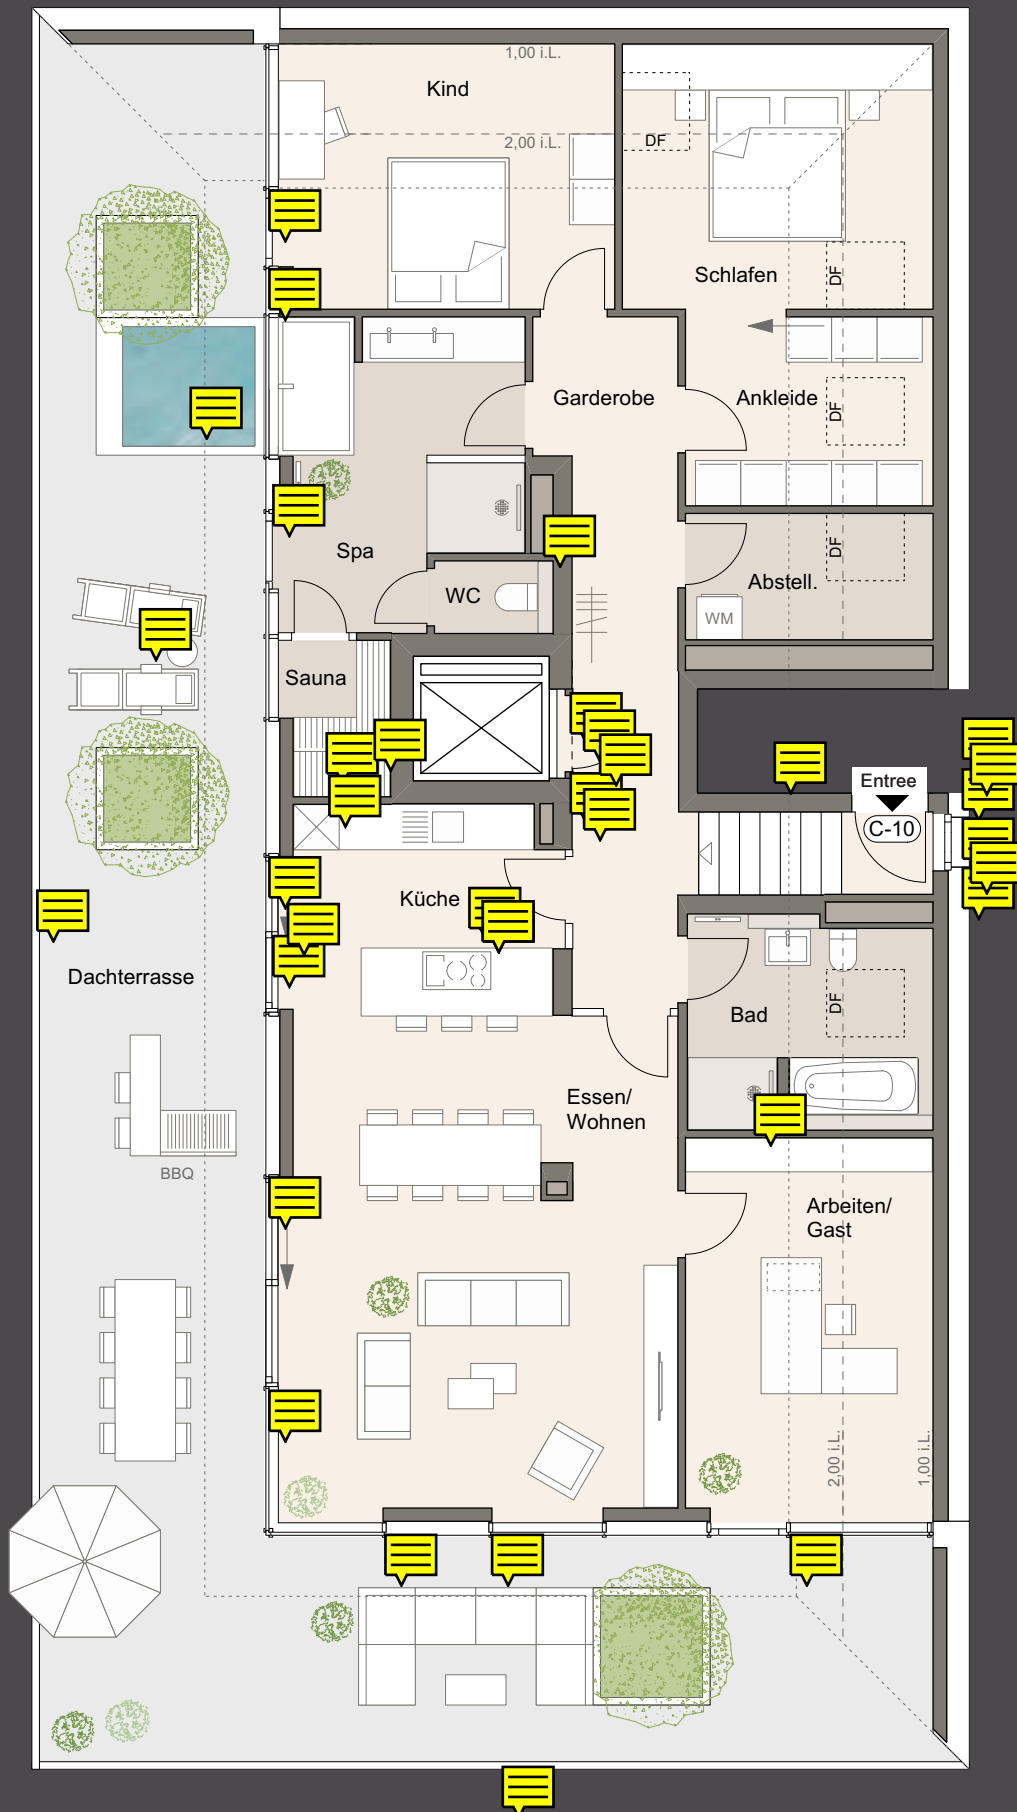 1,00 i.L.
Kind
2,00 i.L.
DF
Schlafen
DF
Garderobe
Ankleide
DF
Spa
DF
WC
Abstell.
WM
Sauna
Entree
C-10
Küche
Dachterrasse
DF
Bad
Essen/
Wohnen
BBQ
Arbeiten/
Gast
2,00 i.L.
1,00 i.L.